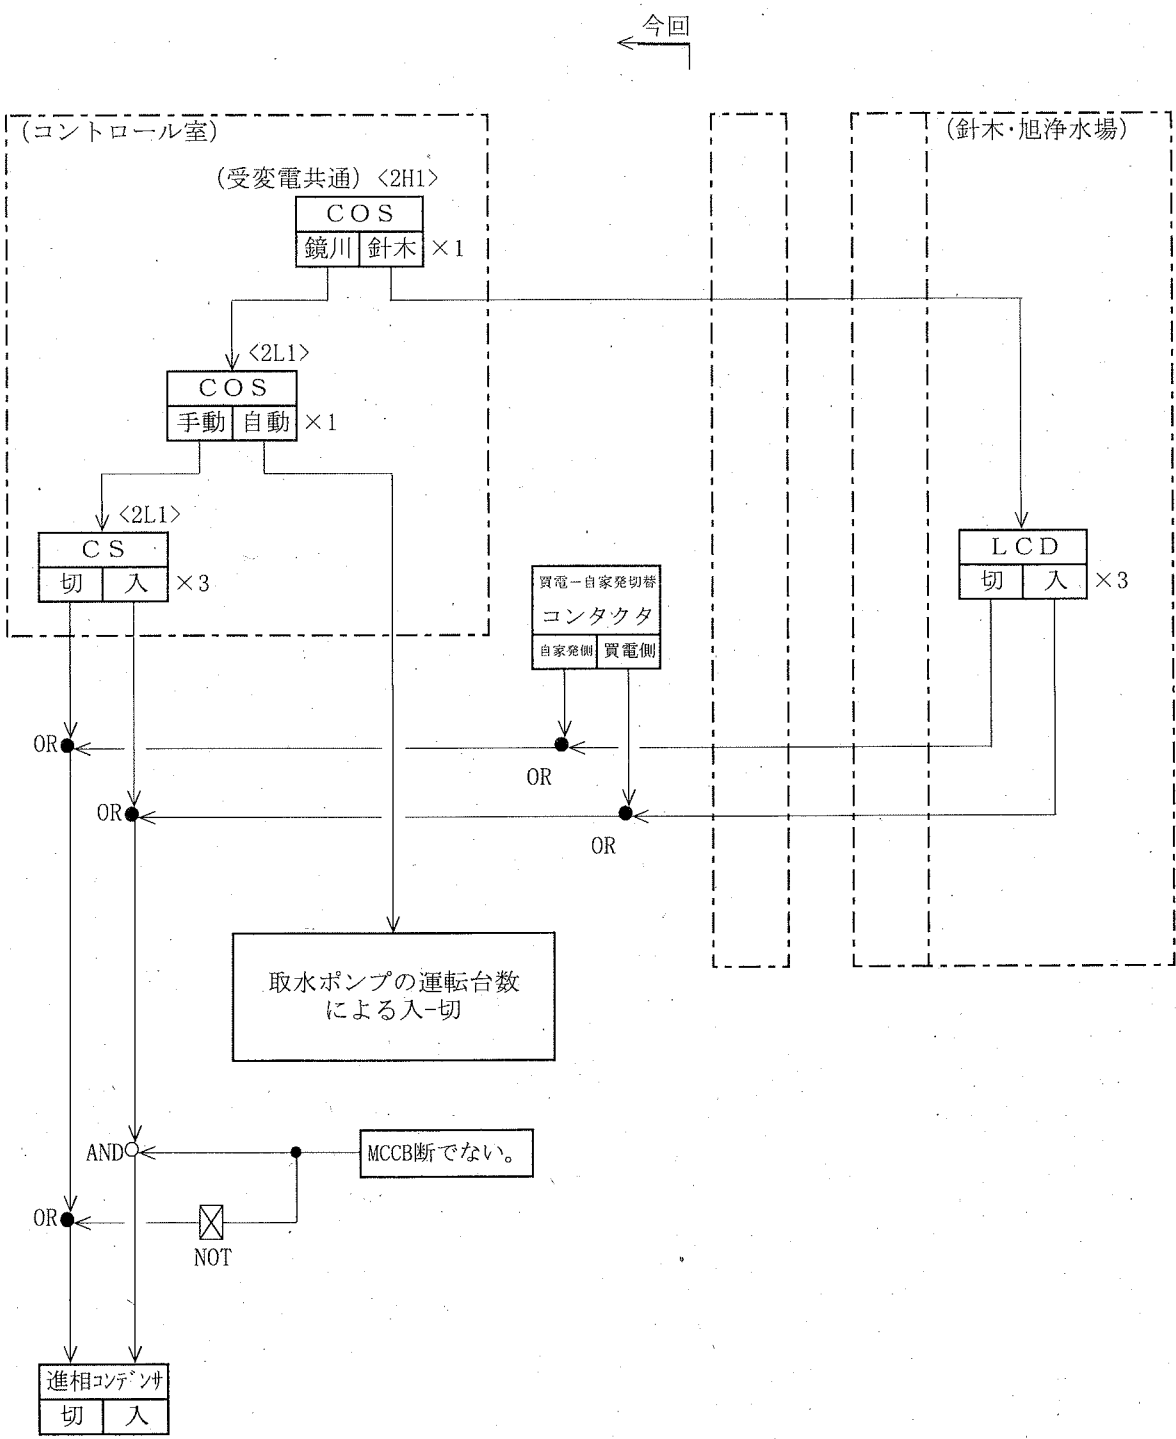 今回
(コントロール室)
(針木・旭浄水場)
(受変電共通) <2H1>
COS
鏡川 針木 ×1
<2L1>
COS
手動 自動 ×1
<2L1>
CS
切 入 ×3
買電ー自家発切替
コンタクタ
自家発側 買電側
LCD
切 入 ×3
OR
OR
OR
OR
取水ポンプの運転台数
による入-切
AND
MCCB断でない。
OR
NOT
進相コンデンサ
切 入